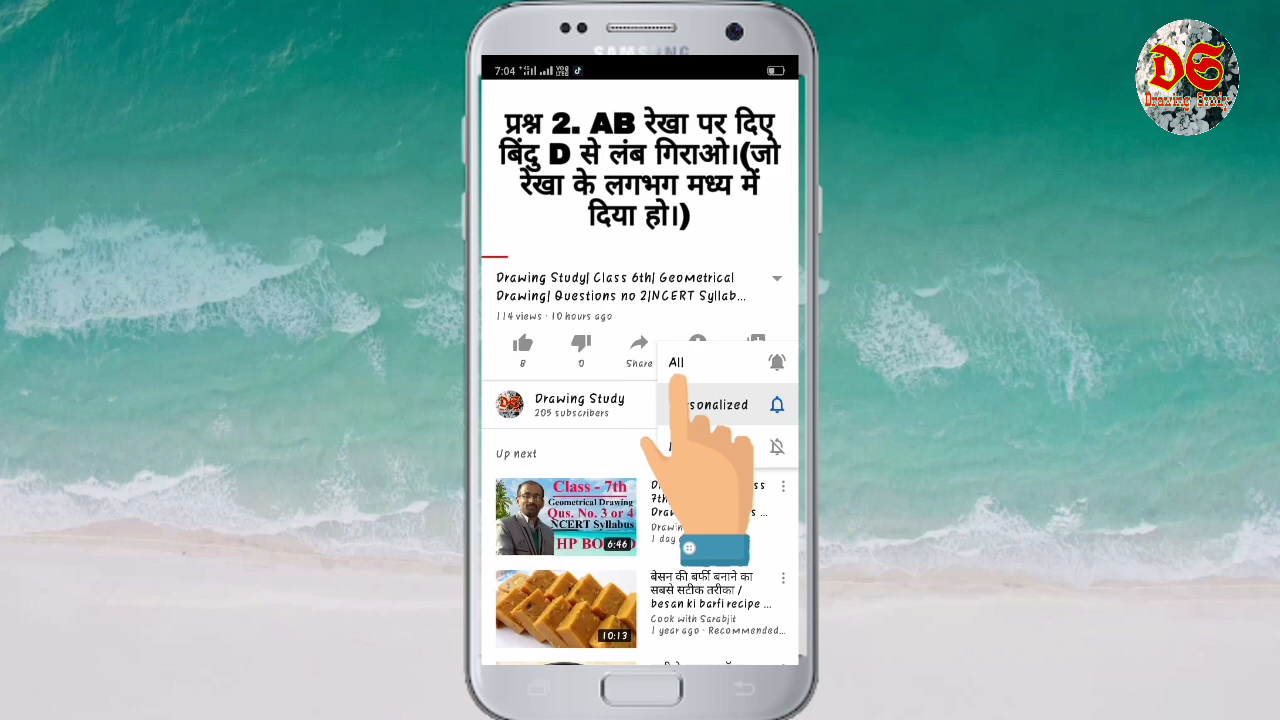 SAMSUNG
DS
Drawing Study
7:04
प्रश्न 2. AB रेखा पर दिए
बिंदु D से लंब गिराओ।(जो
रेखा के लगभग मध्य में
दिया हो।)
Drawing Study| Class 6th| Geometrical
Drawing| Questions no 2|NCERT Syllab...
114 views · 10 hours ago
8
0
Share
All
sonalized
Drawing Study
205 subscribers
Up next
Class - 7th
Geometrical Drawing
Qus. No. 3 or 4
NCERT Syllabus
HP BO
6:46
7th
1 day
बेसन की बर्फी बनाने का
सबसे सटीक तरीका /
besan ki barfi recipe ...
Cook with Sarabjit
1 year ago · Recommended...
10:13